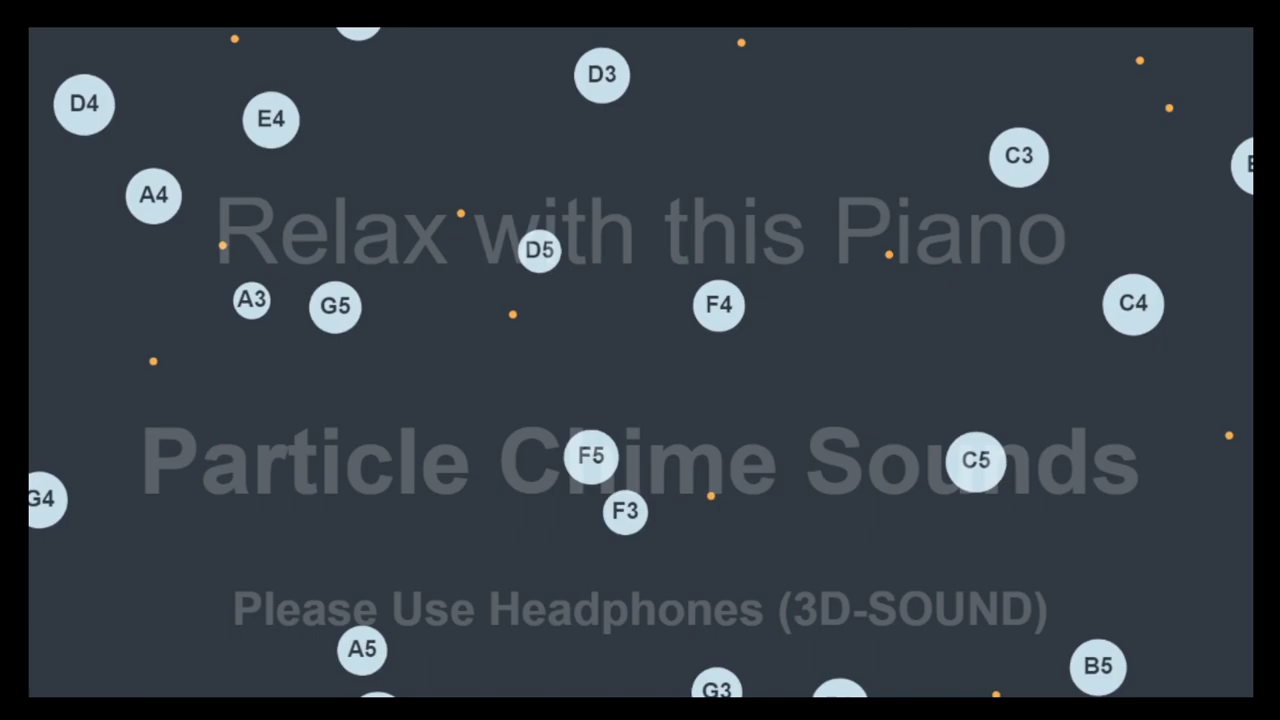 D3
D4
E4
C3
A4
Relax with this Piano
D5
A3
G5
F4
C4
Particle Chime Sounds
F5
C5
G4
F3
Please Use Headphones (3D-SOUND)
A5
B5
G3